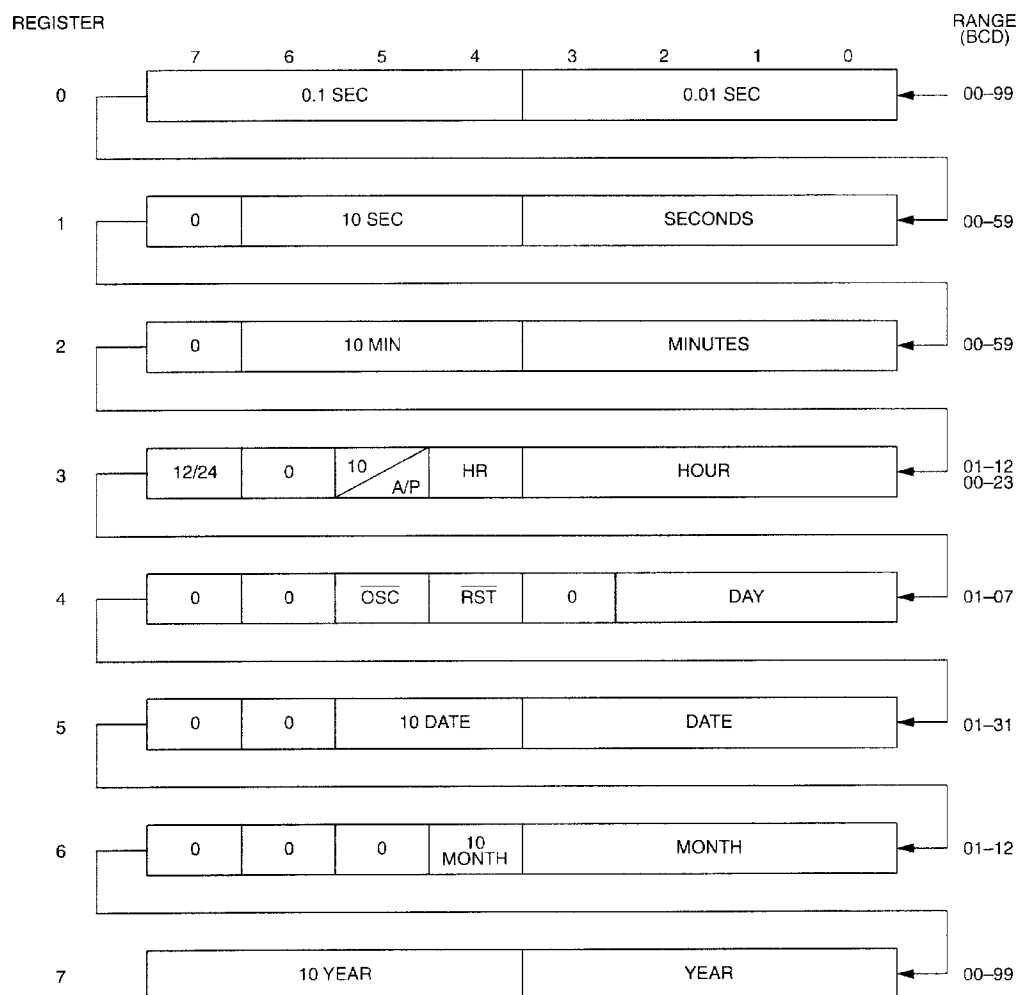 REGISTER
RANGE
(BCD)
7 6 5 4 3 2 1 0
0 0.1 SEC 0.01 SEC 00–99
1 0 10 SEC SECONDS 00–59
2 0 10 MIN MINUTES 00–59
3 12/24 0 10 A/P HR HOUR 01–12
00–23
4 0 0 OSC RST 0 DAY 01–07
5 0 0 10 DATE DATE 01–31
6 0 0 0 10 MONTH MONTH 01–12
7 10 YEAR YEAR 00–99